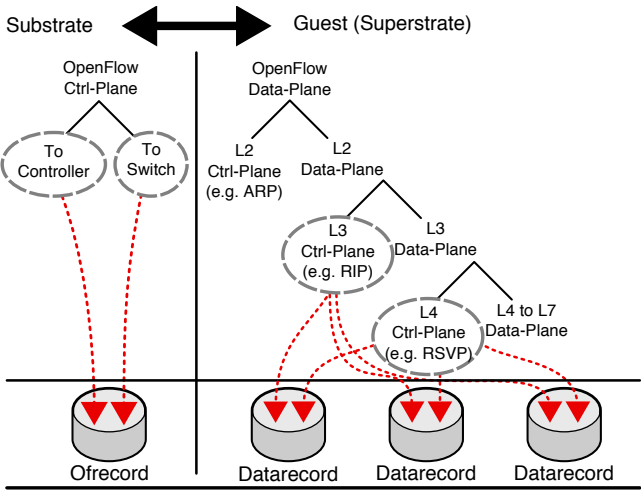 Substrate
Guest (Superstrate)
OpenFlow
Ctrl-Plane
To
Controller
To
Switch
OpenFlow
Data-Plane
L2
Ctrl-Plane
(e.g. ARP)
L2
Data-Plane
L3
Ctrl-Plane
(e.g. RIP)
L3
Data-Plane
L4
Ctrl-Plane
(e.g. RSVP)
L4 to L7
Data-Plane
Ofrecord
Datarecord
Datarecord
Datarecord